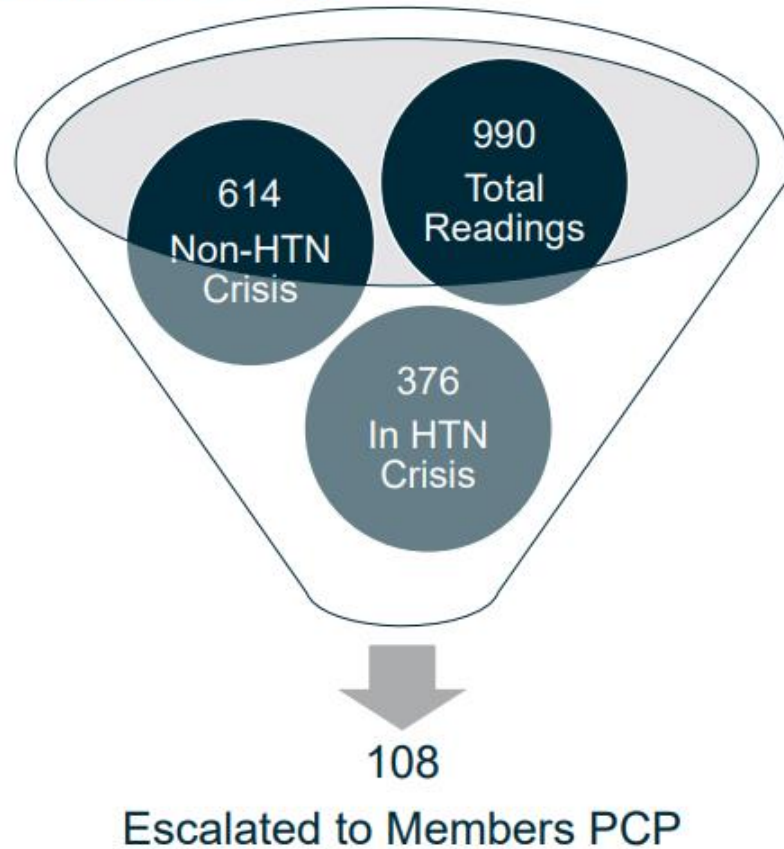 990
Total
Readings
614
Non-HTN
Crisis
376
In HTN
Crisis
108
Escalated to Members PCP